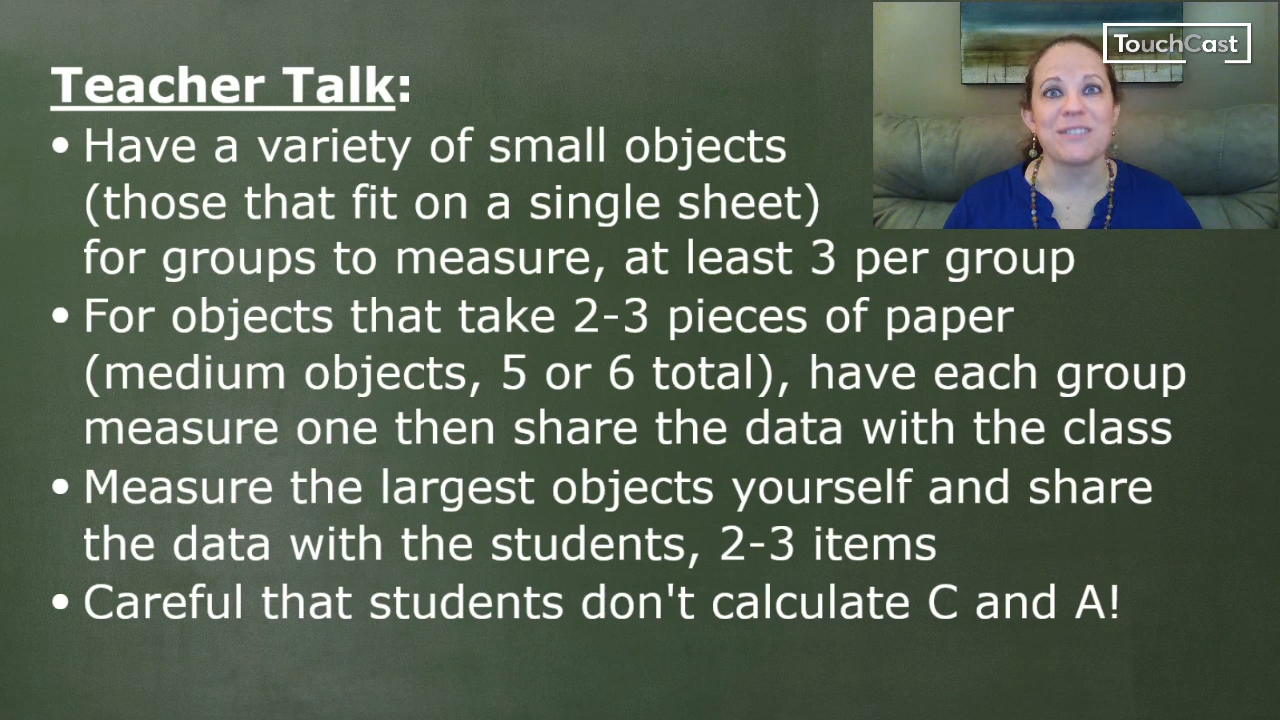 TouchCast
Teacher Talk:
• Have a variety of small objects
(those that fit on a single sheet)
for groups to measure, at least 3 per group
• For objects that take 2-3 pieces of paper
(medium objects, 5 or 6 total), have each group
measure one then share the data with the class
• Measure the largest objects yourself and share
the data with the students, 2-3 items
• Careful that students don't calculate C and A!